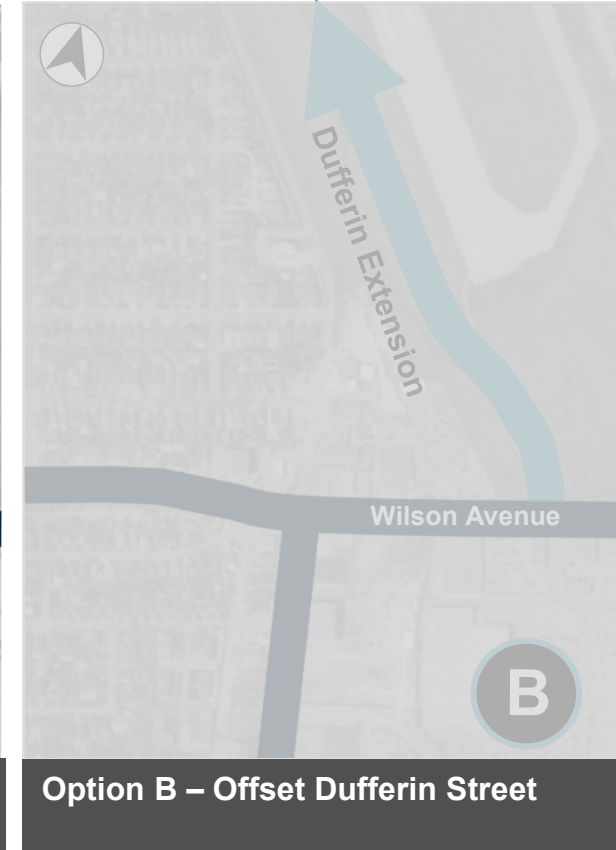 Dufferin Extension
Wilson Avenue
B
Option B – Offset Dufferin Street